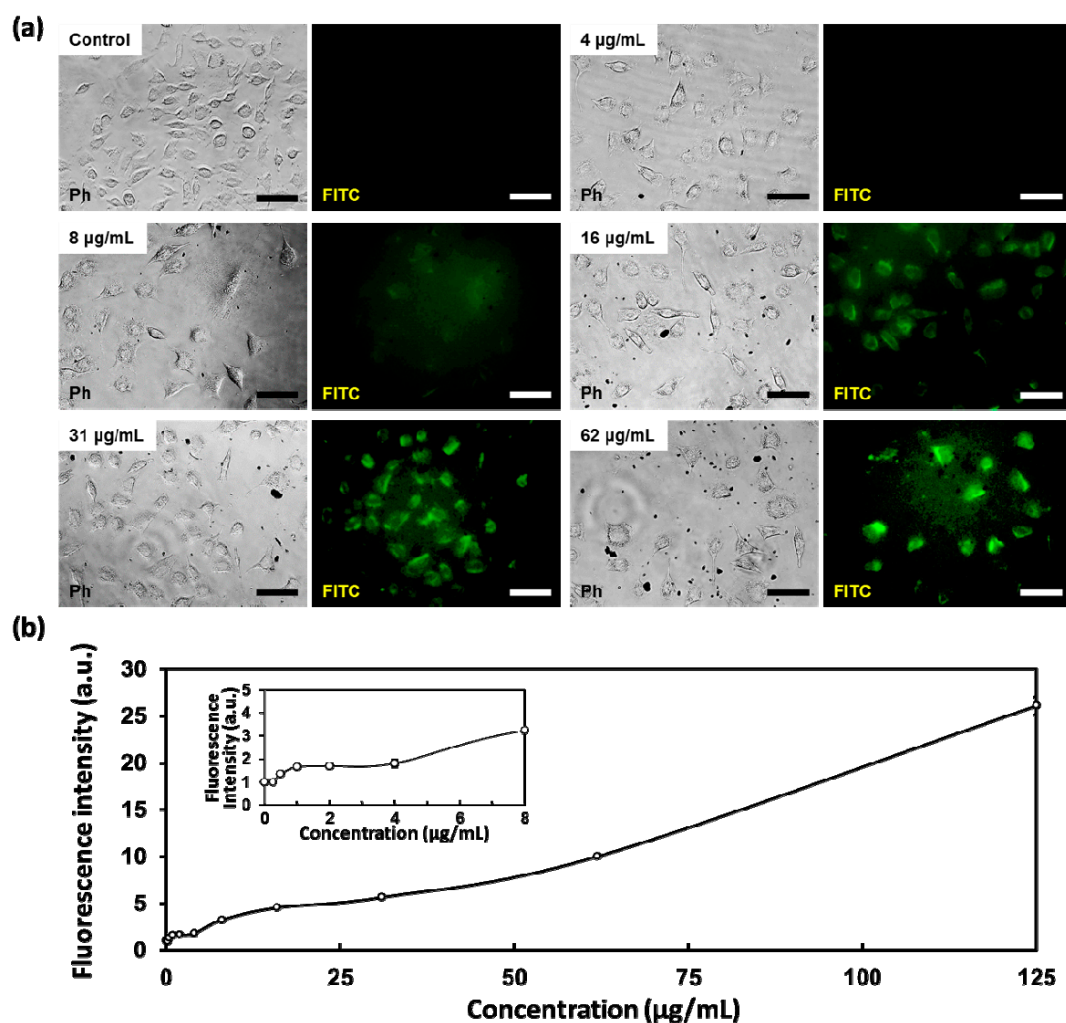 (a)
Control
4 µg/mL
Ph
FITC
Ph
FITC
8 µg/mL
16 µg/mL
Ph
FITC
Ph
FITC
31 µg/mL
62 µg/mL
Ph
FITC
Ph
FITC
(b)
Fluorescence intensity (a.u.)
30
25
20
15
10
5
0
0
25
50
75
100
125
Concentration (µg/mL)
Fluorescence
Intensity (a.u.)
5
4
3
2
1
0
0
2
4
6
8
Concentration (µg/mL)